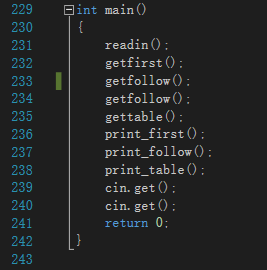 229 int main()
230 {
231 readin();
232 getfirst();
233 getfollow();
234 getfollow();
235 gettable();
236 print_first();
237 print_follow();
238 print_table();
239 cin.get();
240 cin.get();
241 return 0;
242 }
243